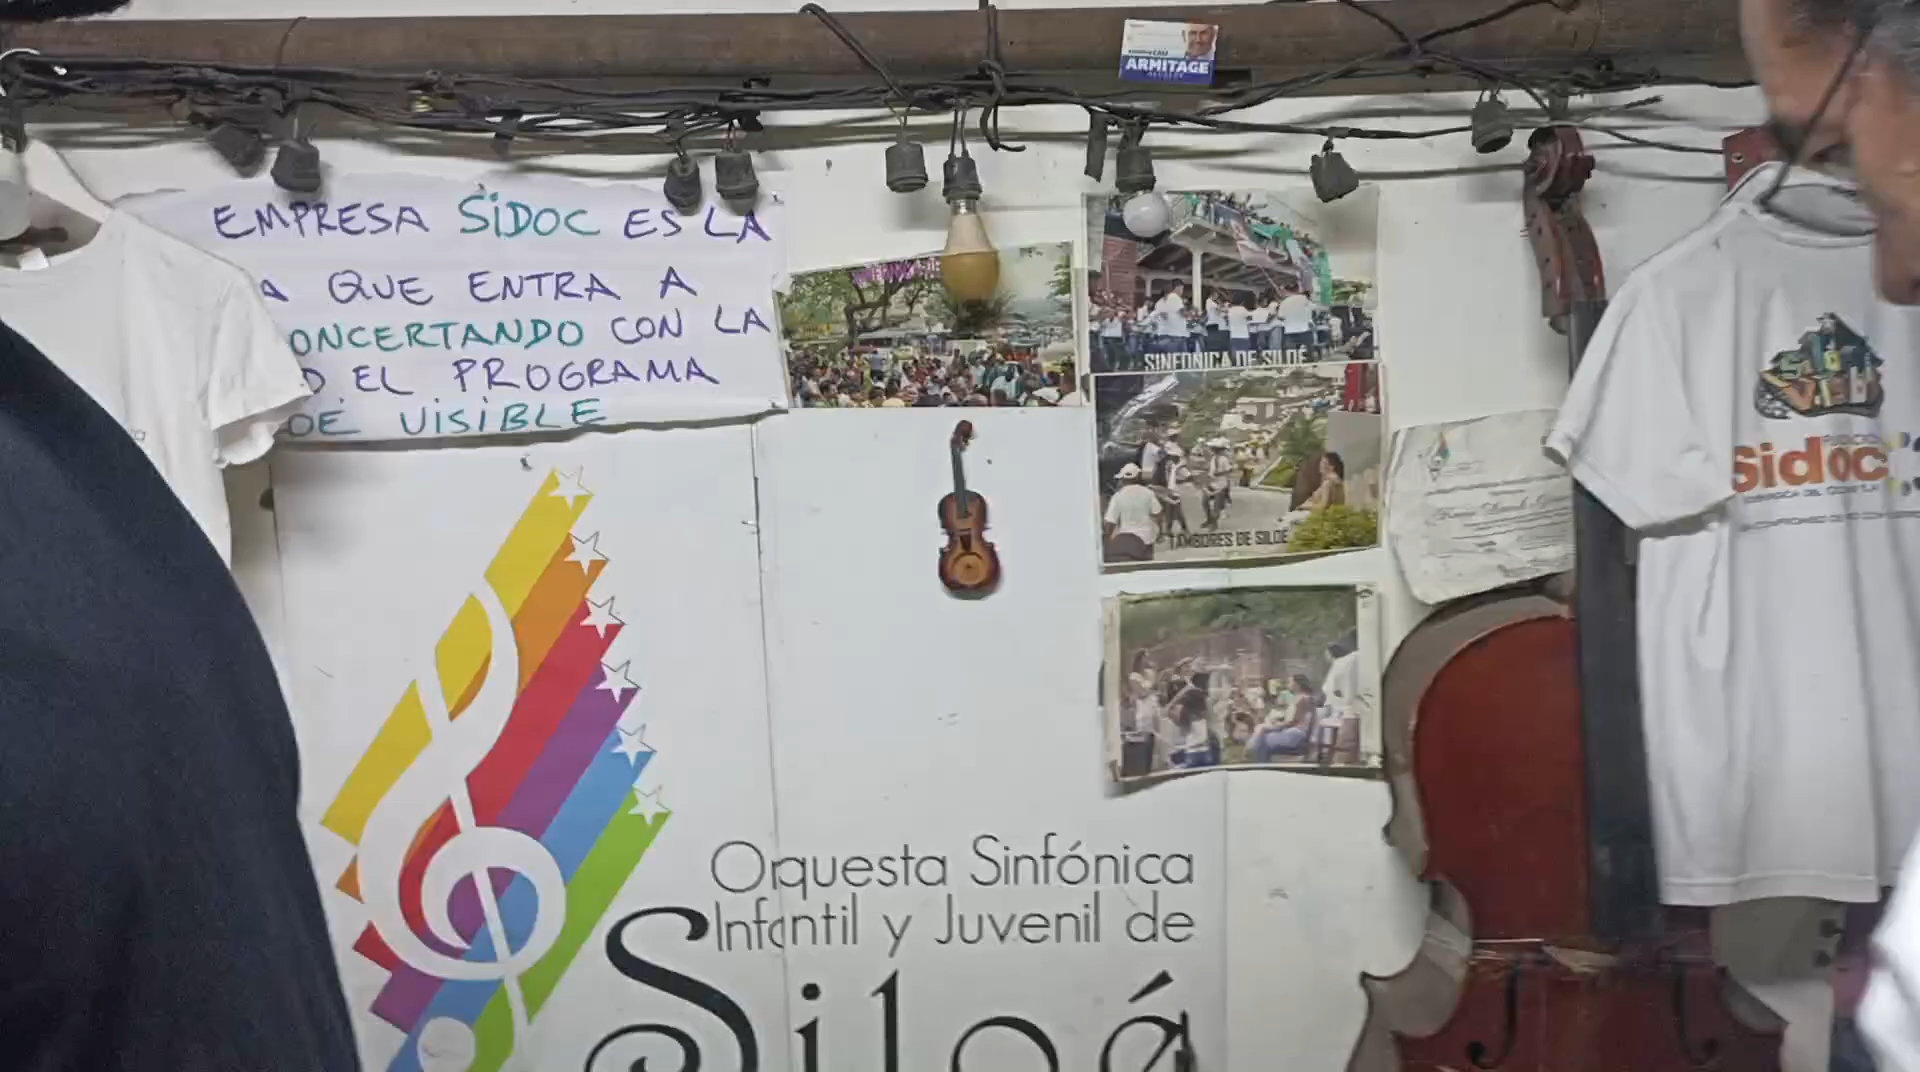 ARMITAGE
EMPRESA SiDOC ES LA
A QUE ENTRA A
ONCERTANDO CON LA
D EL PROGRAMA
OÉ VISIBLE
SINFONICA DE SILOÉ
TAMBORES DE SILOÉ
Sidoc
Orquesta Sinfónica
Infantil y Juvenil de
Siloé